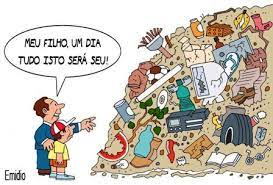 MEU FILHO, UM DIA
TUDO ISTO SERÁ SEU!
Emidio